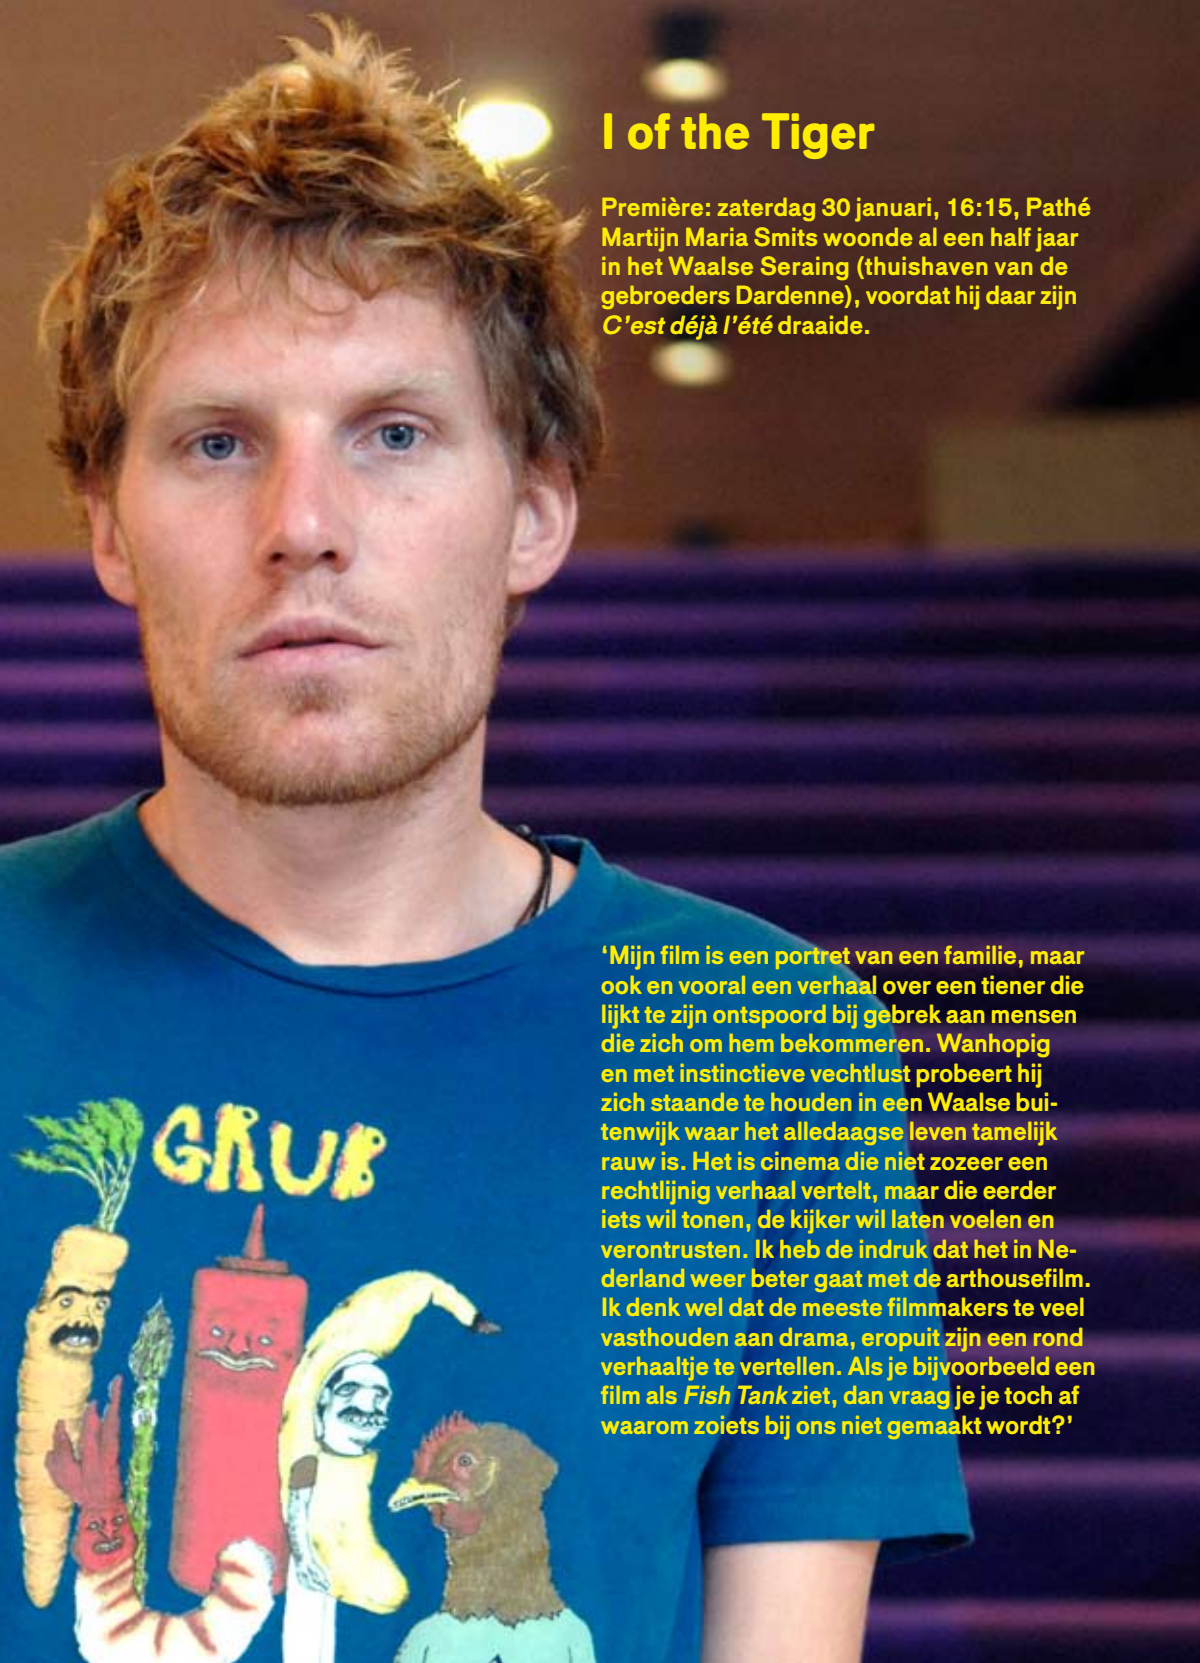 I of the Tiger
Première: zaterdag 30 januari, 16:15, Pathé
Martijn Maria Smits woonde al een half jaar
in het Waalse Seraing (thuishaven van de
gebroeders Dardenne), voordat hij daar zijn
C’est déjà l’été draaide.
‘Mijn film is een portret van een familie, maar
ook en vooral een verhaal over een tiener die
lijkt te zijn ontspoord bij gebrek aan mensen
die zich om hem bekommeren. Wanhopig
en met instinctieve vechtlust probeert hij
zich staande te houden in een Waalse bui-
tenwijk waar het alledaagse leven tamelijk
rauw is. Het is cinema die niet zozeer een
rechtlijnig verhaal vertelt, maar die eerder
iets wil tonen, de kijker wil laten voelen en
verontrusten. Ik heb de indruk dat het in Ne-
derland weer beter gaat met de arthousefilm.
Ik denk wel dat de meeste filmmakers te veel
vasthouden aan drama, eropuit zijn een rond
verhaaltje te vertellen. Als je bijvoorbeeld een
film als Fish Tank ziet, dan vraag je je toch af
waarom zoiets bij ons niet gemaakt wordt?’
GRUB